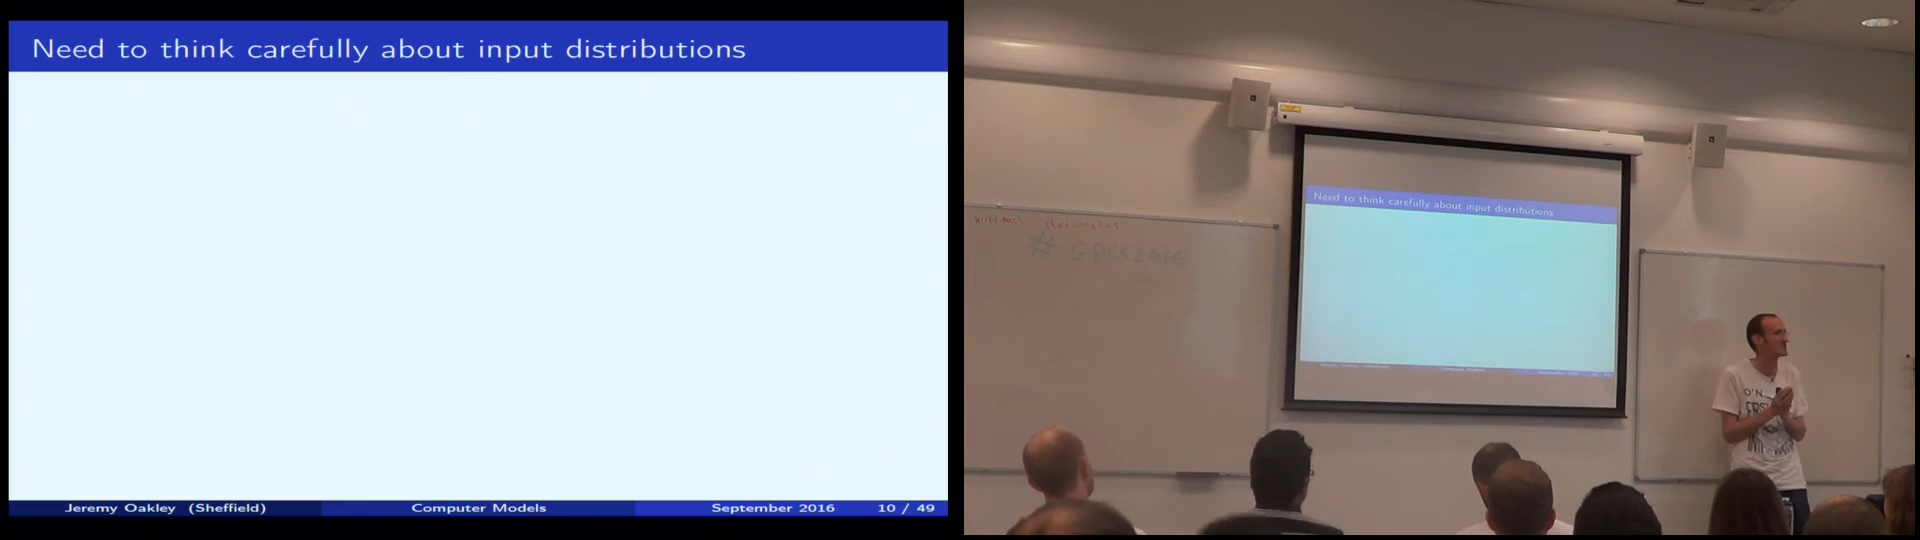 Need to think carefully about input distributions
Jeremy Oakley (Sheffield)
Computer Models
September 2016
10 / 49
Need to think carefully about input distributions
# GPSS2016